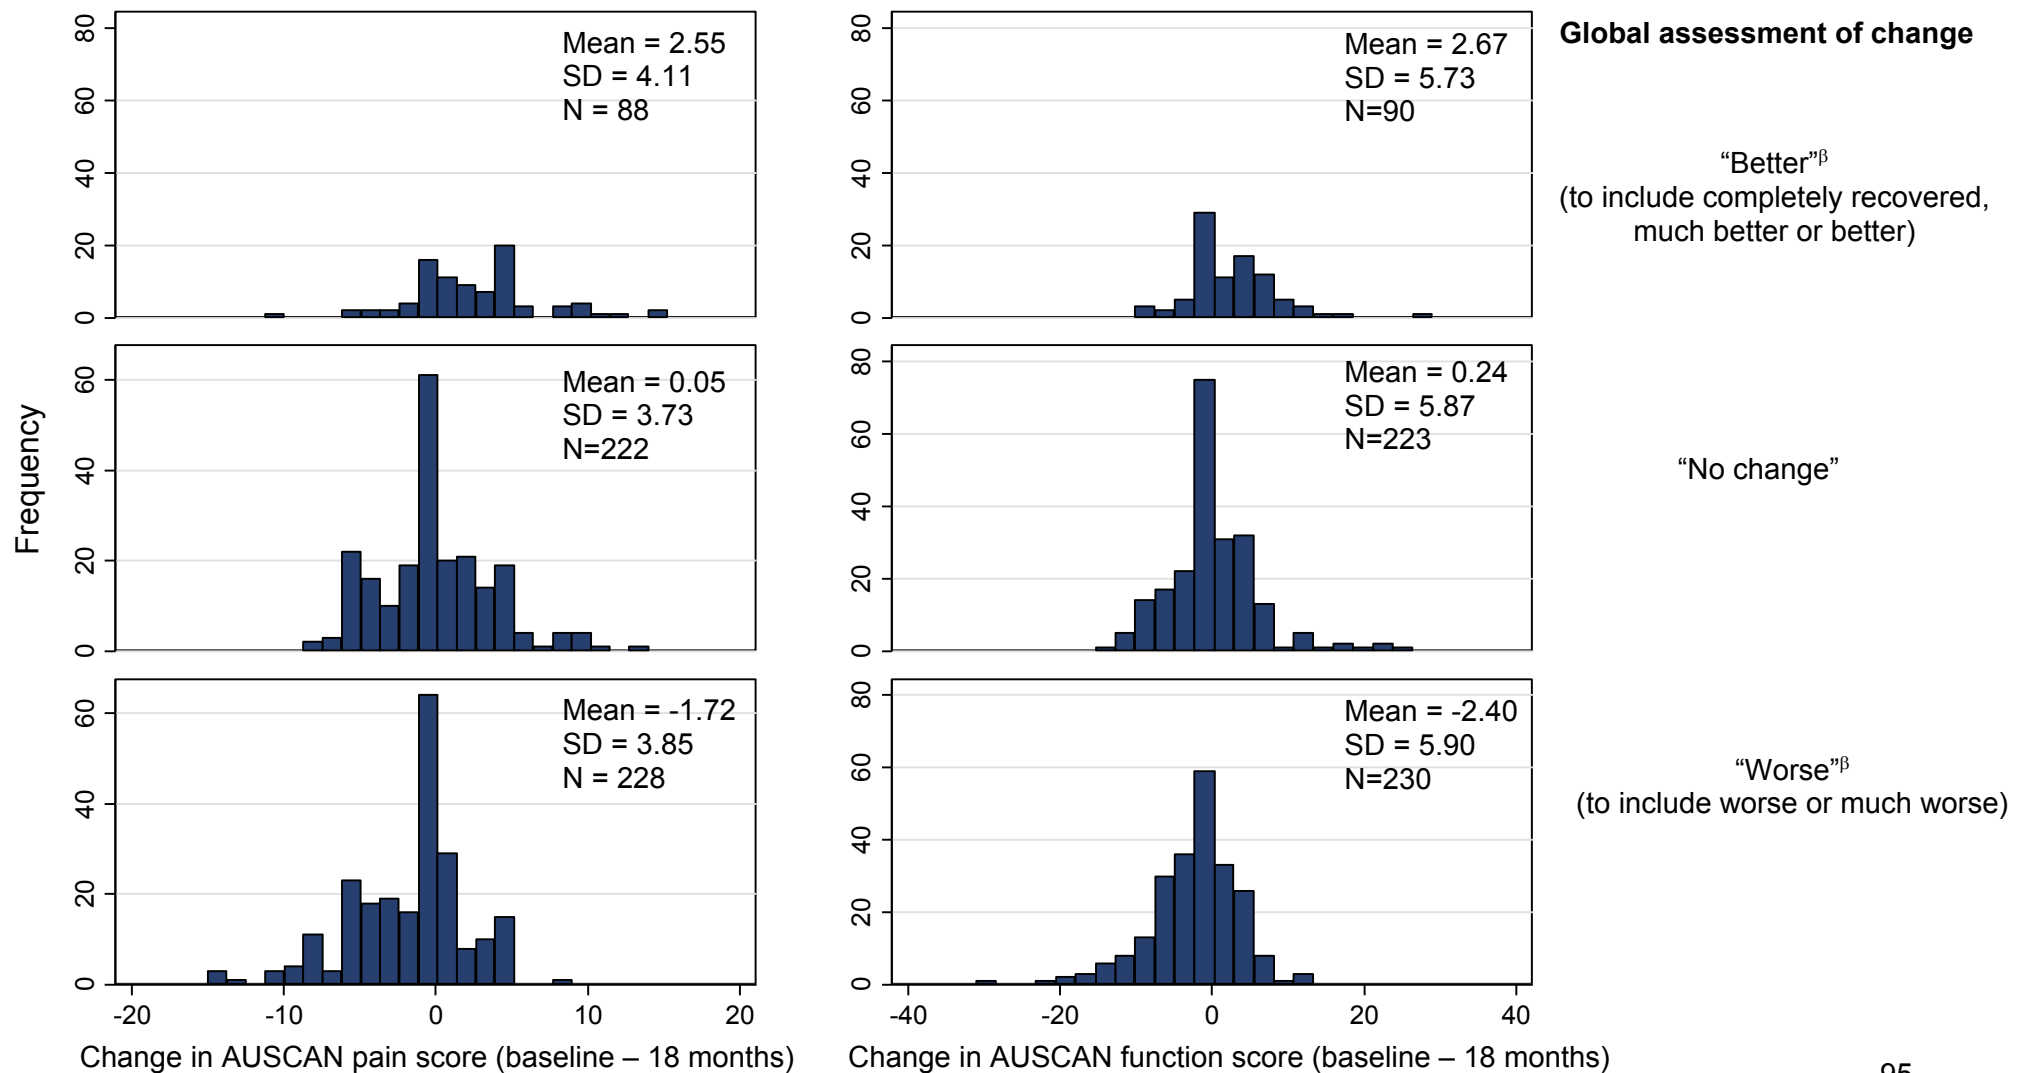 80
60
40
20
0
Mean = 2.55
SD = 4.11
N = 88
80
60
40
20
0
Mean = 2.67
SD = 5.73
N=90
Global assessment of change
“Better”β
(to include completely recovered,
much better or better)
Frequency
60
40
20
0
Mean = 0.05
SD = 3.73
N=222
80
60
40
20
0
Mean = 0.24
SD = 5.87
N=223
“No change”
60
40
20
0
Mean = -1.72
SD = 3.85
N = 228
80
60
40
20
0
Mean = -2.40
SD = 5.90
N=230
“Worse”β
(to include worse or much worse)
-20 -10 0 10 20
-40 -20 0 20 40
Change in AUSCAN pain score (baseline – 18 months)
Change in AUSCAN function score (baseline – 18 months)